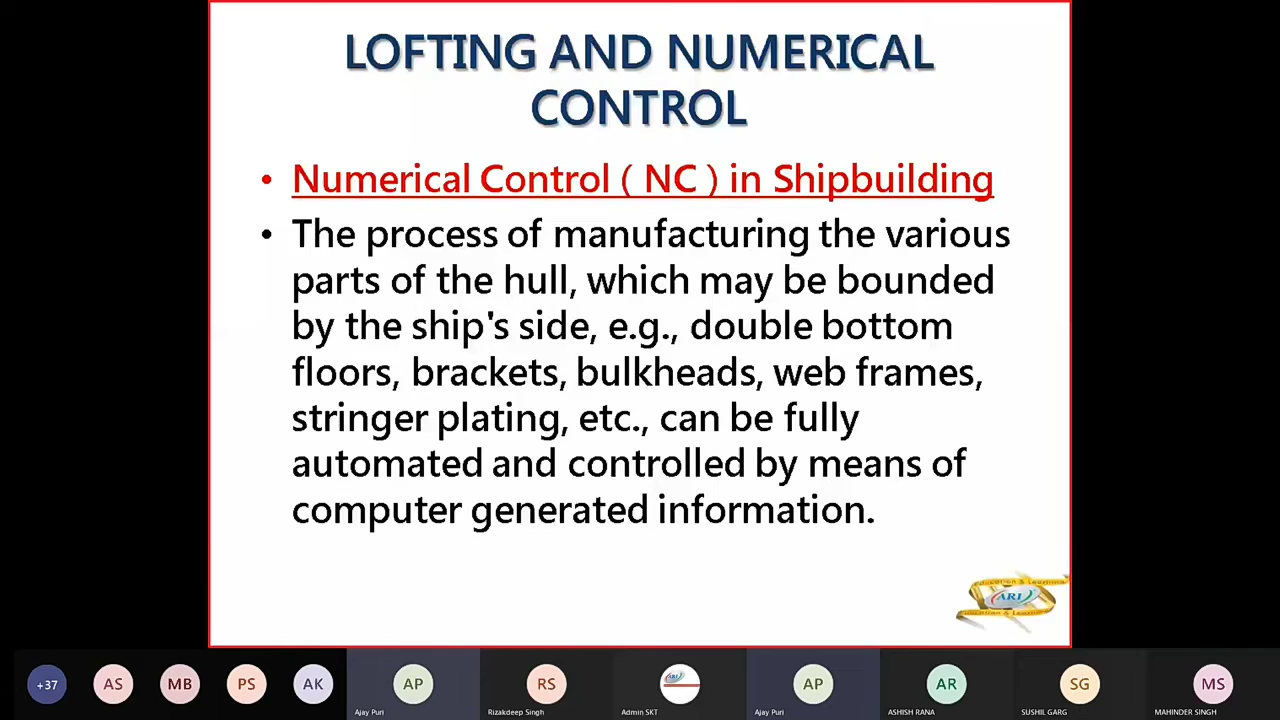 LOFTING AND NUMERICAL
CONTROL
• Numerical Control ( NC ) in Shipbuilding
• The process of manufacturing the various
parts of the hull, which may be bounded
by the ship's side, e.g., double bottom
floors, brackets, bulkheads, web frames,
stringer plating, etc., can be fully
automated and controlled by means of
computer generated information.
Education & Learning
ARI
+37
AS
MB
PS
AK
AP
Ajay Puri
RS
Rizakdeep Singh
ARI
Admin SKT
AP
Ajay Puri
AR
ASHISH RANA
SG
SUSHIL GARG
MS
MAHINDER SINGH